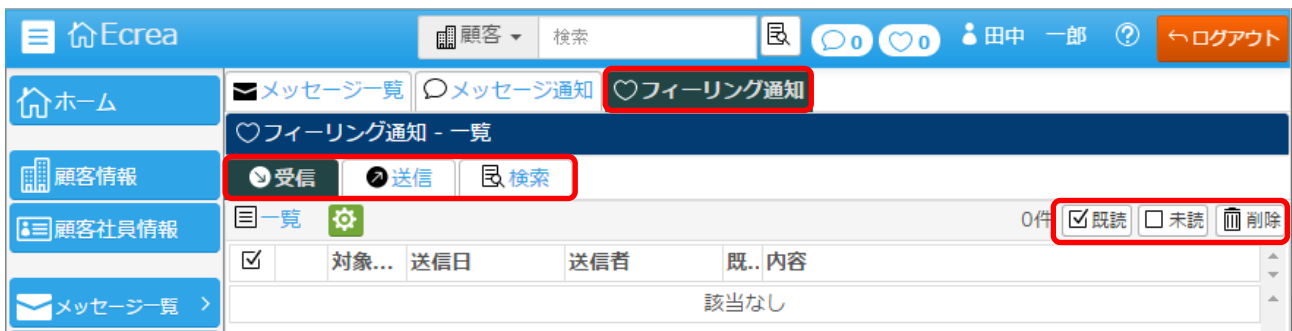 Ecrea 顧客 検索 0 0 田中 一郎 ログアウト
ホーム
メッセージ一覧 メッセージ通知 フィーリング通知
フィーリング通知 - 一覧
顧客情報
受信 送信 検索
顧客社員情報
一覧 0件 既読 未読 削除
対象... 送信日 送信者 既.. 内容
メッセージ一覧
該当なし